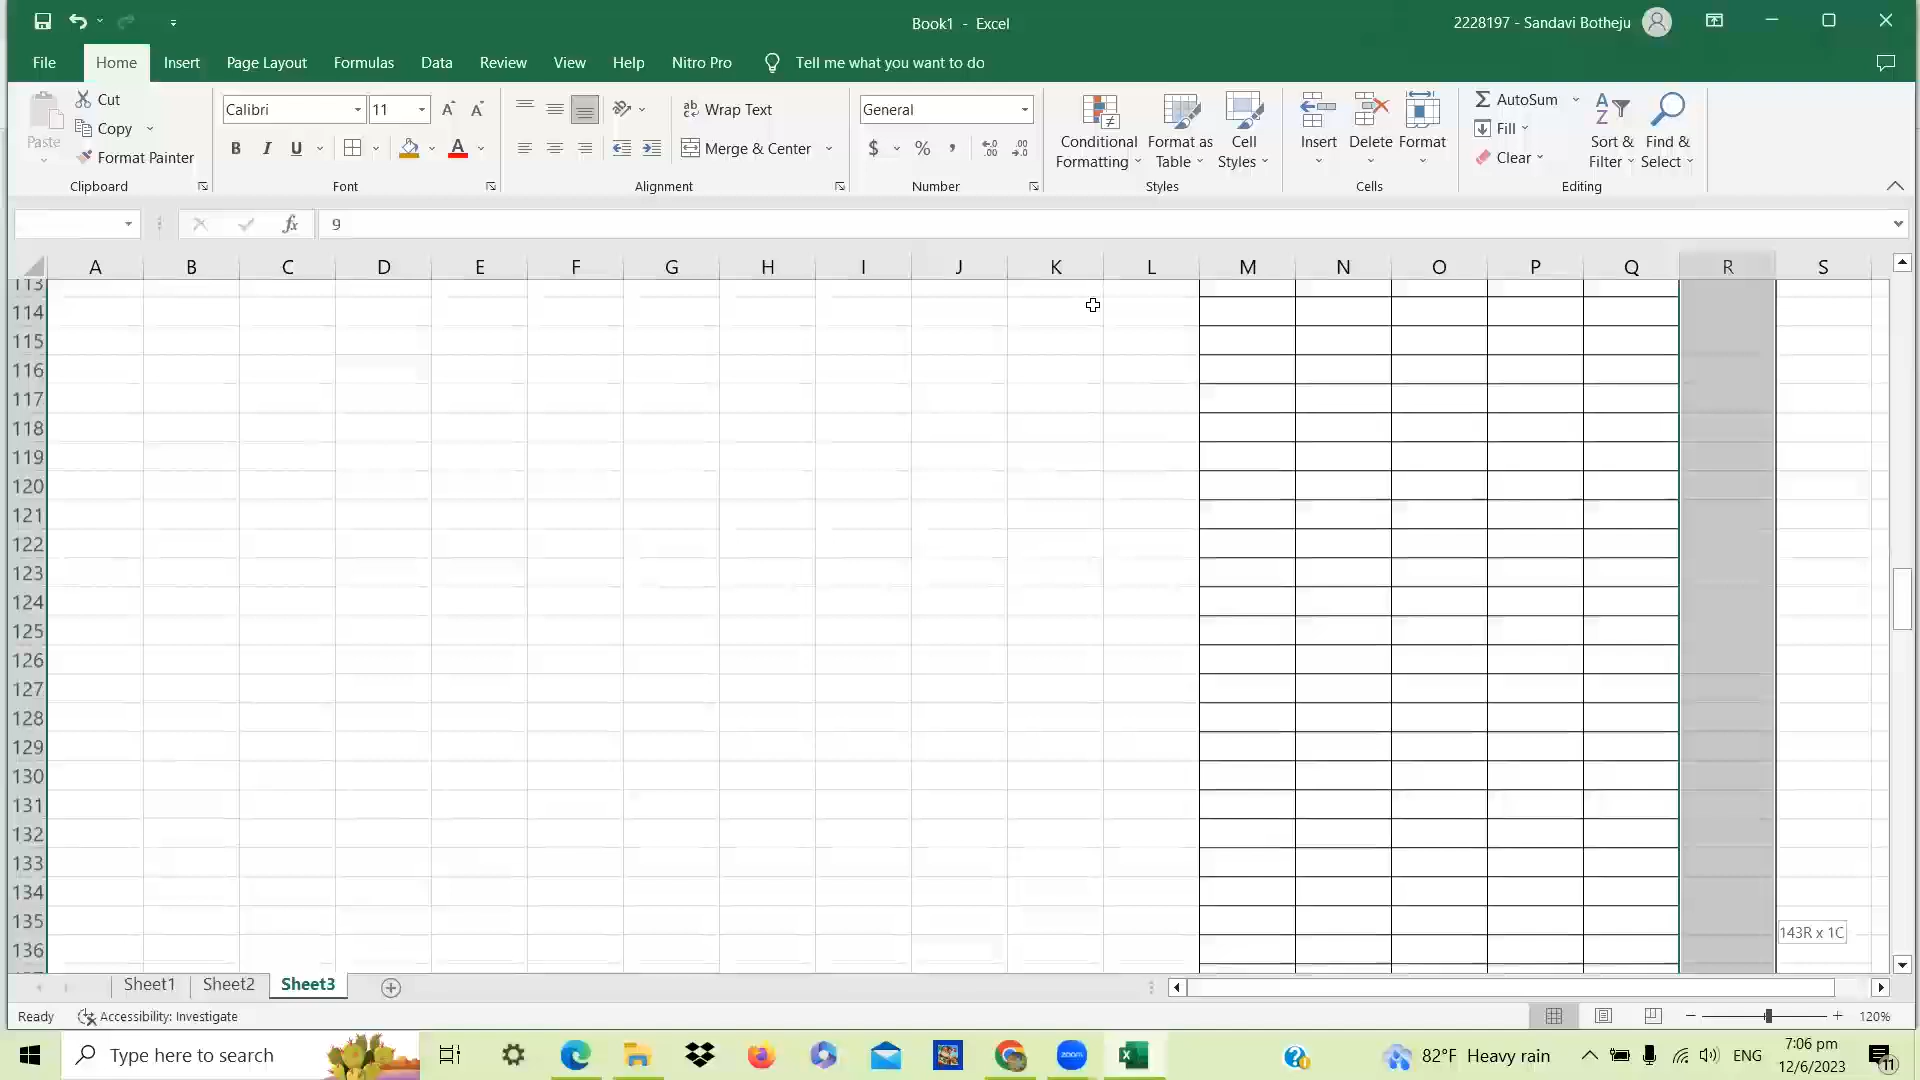 Book1 - Excel
2228197 - Sandavi Botheju
File Home Insert Page Layout Formulas Data Review View Help Nitro Pro Tell me what you want to do
Paste
Cut
Copy
Format Painter
Clipboard
Calibri 11
B I U
Font
Wrap Text
Merge & Center
Alignment
General
$ % ,
Number
Conditional Formatting
Format as Table
Cell Styles
Styles
Insert Delete Format
Cells
AutoSum
Fill
Clear
Sort & Filter
Find & Select
Editing
fx 9
A B C D E F G H I J K L M N O P Q R S
113
114
115
116
117
118
119
120
121
122
123
124
125
126
127
128
129
130
131
132
133
134
135
136
143R x 1C
Sheet1 Sheet2 Sheet3
Ready Accessibility: Investigate
120%
Type here to search
zoom
82°F Heavy rain
ENG
7:06 pm
12/6/2023
11